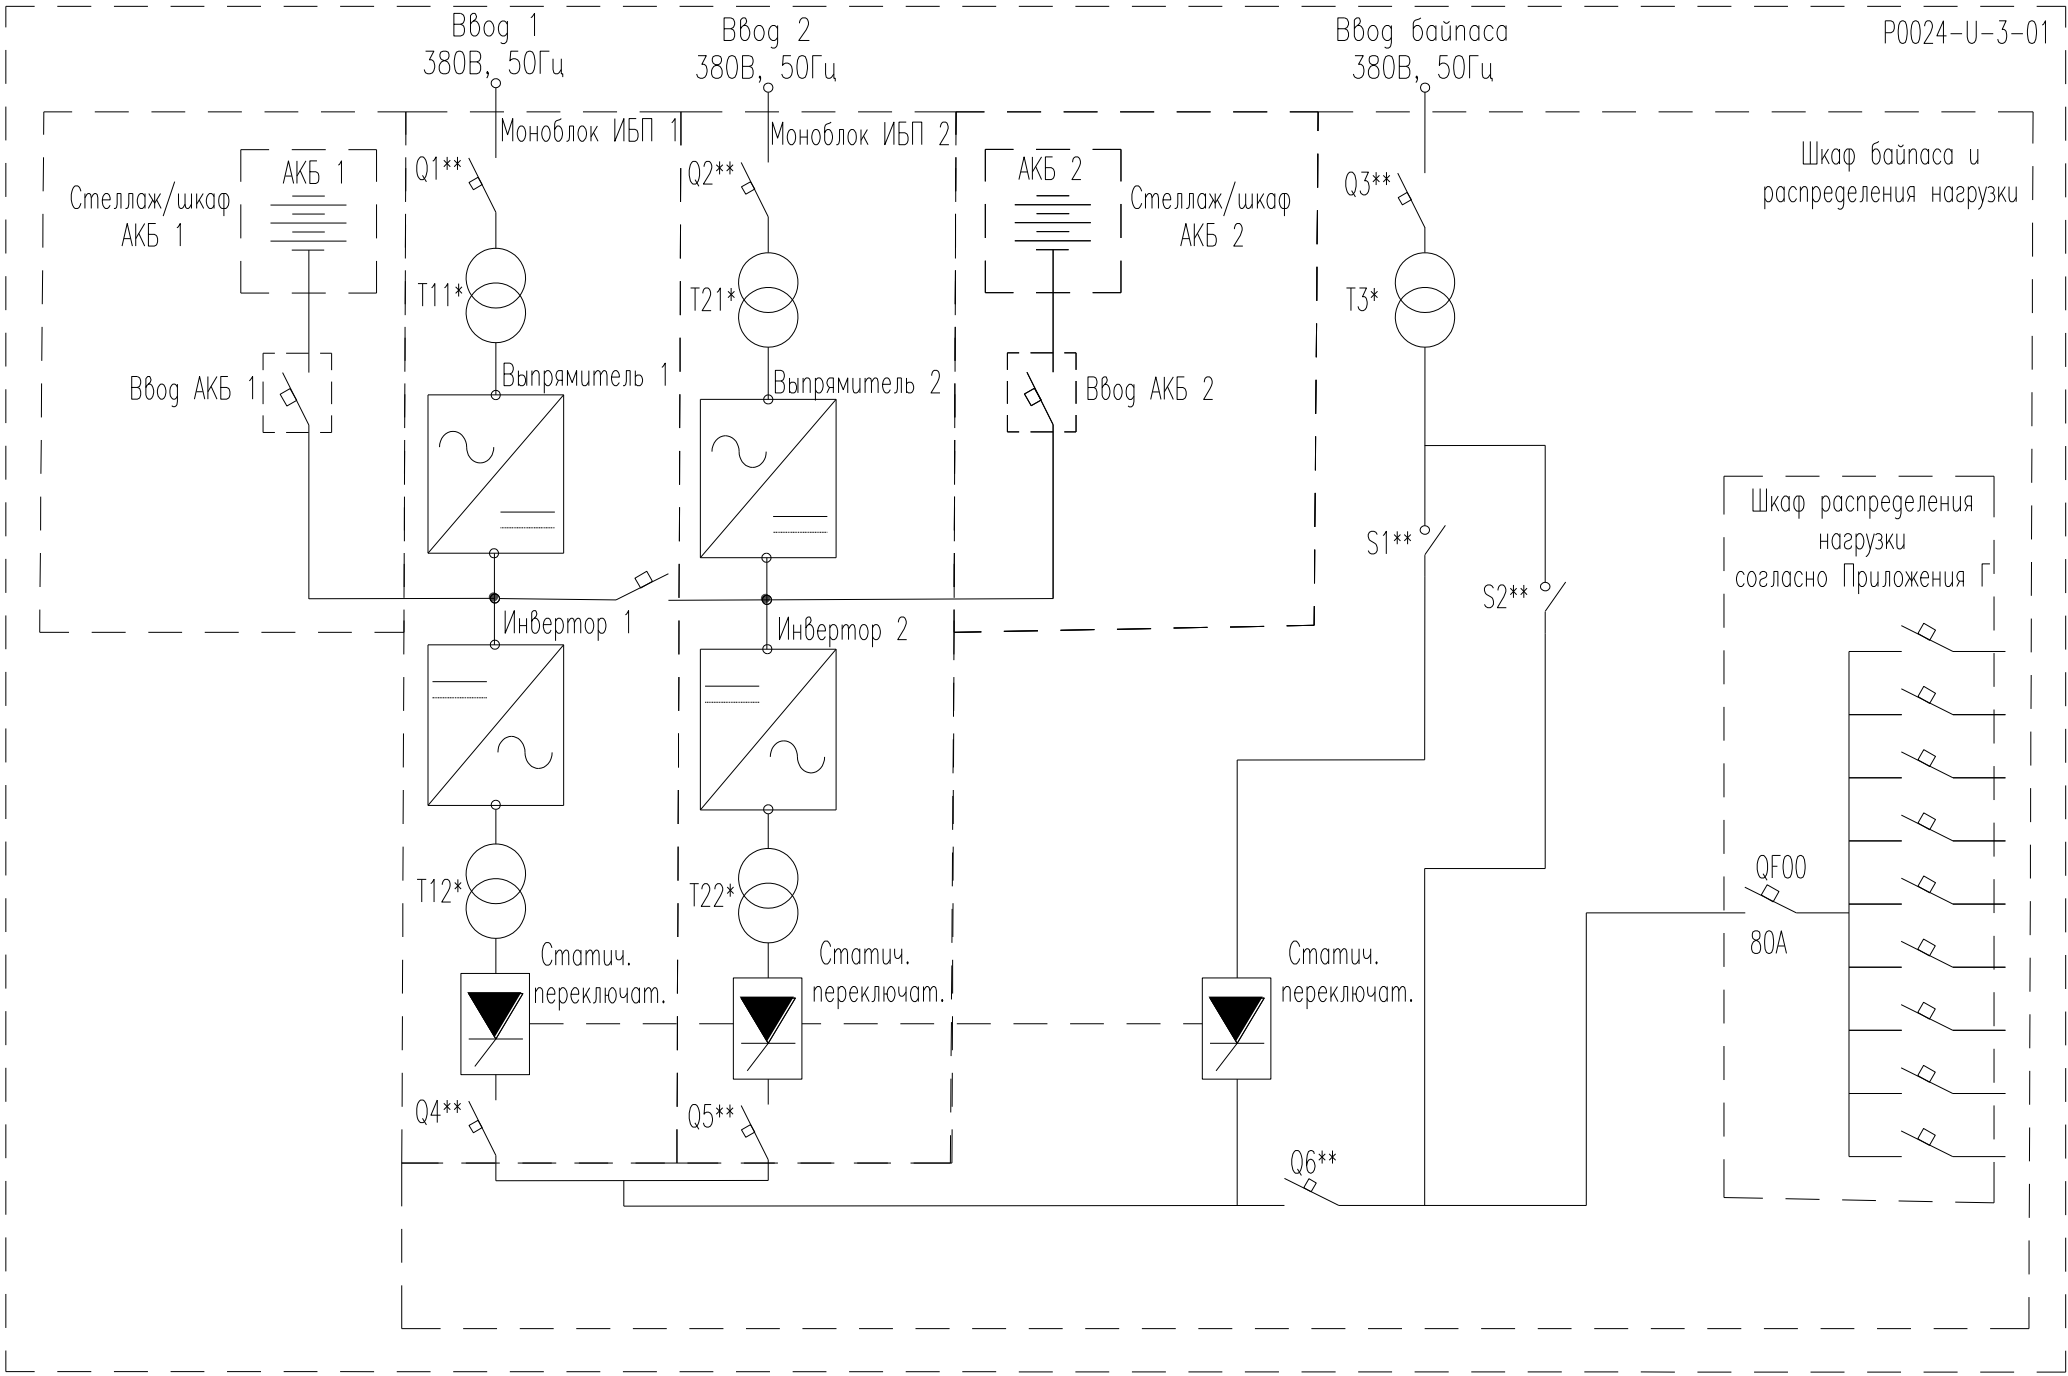 Ввод 1
380В, 50Гц
Ввод 2
380В, 50Гц
Ввод байпаса
380В, 50Гц
P0024-U-3-01
Моноблок ИБП 1
Моноблок ИБП 2
Шкаф байпаса и
распределения нагрузки
АКБ 1
Стеллаж/шкаф
АКБ 1
Q1**
Q2**
АКБ 2
Стеллаж/шкаф
АКБ 2
Q3**
T11*
T21*
T3*
Ввод АКБ 1
Выпрямитель 1
Выпрямитель 2
Ввод АКБ 2
Шкаф распределения
нагрузки
согласно Приложения Г
S1**
S2**
Инвертор 1
Инвертор 2
T12*
T22*
QF00
80А
Статич.
переключат.
Статич.
переключат.
Статич.
переключат.
Q4**
Q5**
Q6**